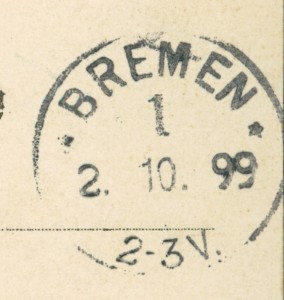 * BREMEN *
1
2. 10. 99
2-3V.